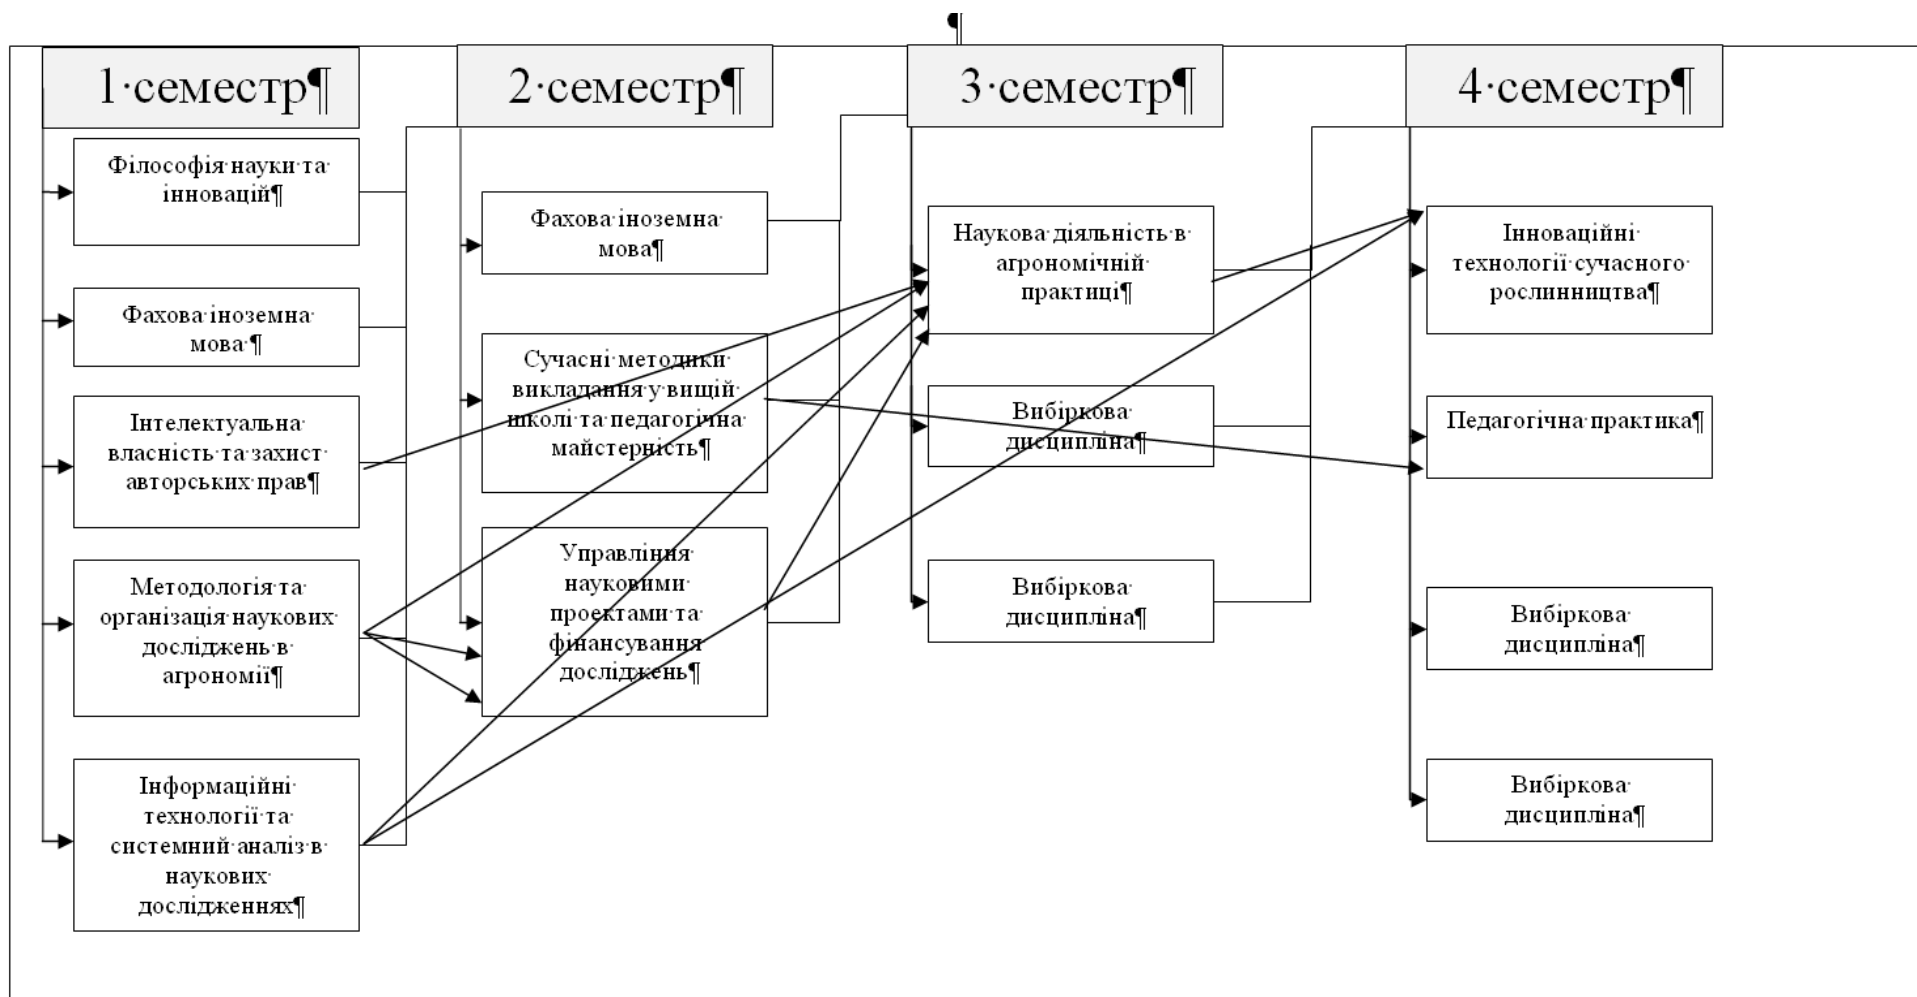 ¶
1·семестр¶
Філософія·науки·та·
інновацій¶
Фахова·іноземна·
мова·¶
Інтелектуальна·
власність·та·захист·
авторських·прав¶
Методологія·та·
організація·наукових·
досліджень·в·
агрономії¶
Інформаційні·
технології·та·
системний·аналіз·в·
наукових·
дослідженнях¶
2·семестр¶
Фахова·іноземна·
мова¶
Сучасні·методики·
викладання·у·вищій·
школі·та·педагогічна·
майстерність¶
Управління·
науковими·
проектами·та·
фінансування·
досліджень¶
3·семестр¶
Наукова·діяльність·в·
агрономічній·
практиці¶
Вибіркова·
дисципліна¶
Вибіркова·
дисципліна¶
4·семестр¶
Інноваційні·
технології·сучасного·
рослинництва¶
Педагогічна·практика¶
Вибіркова·
дисципліна¶
Вибіркова·
дисципліна¶